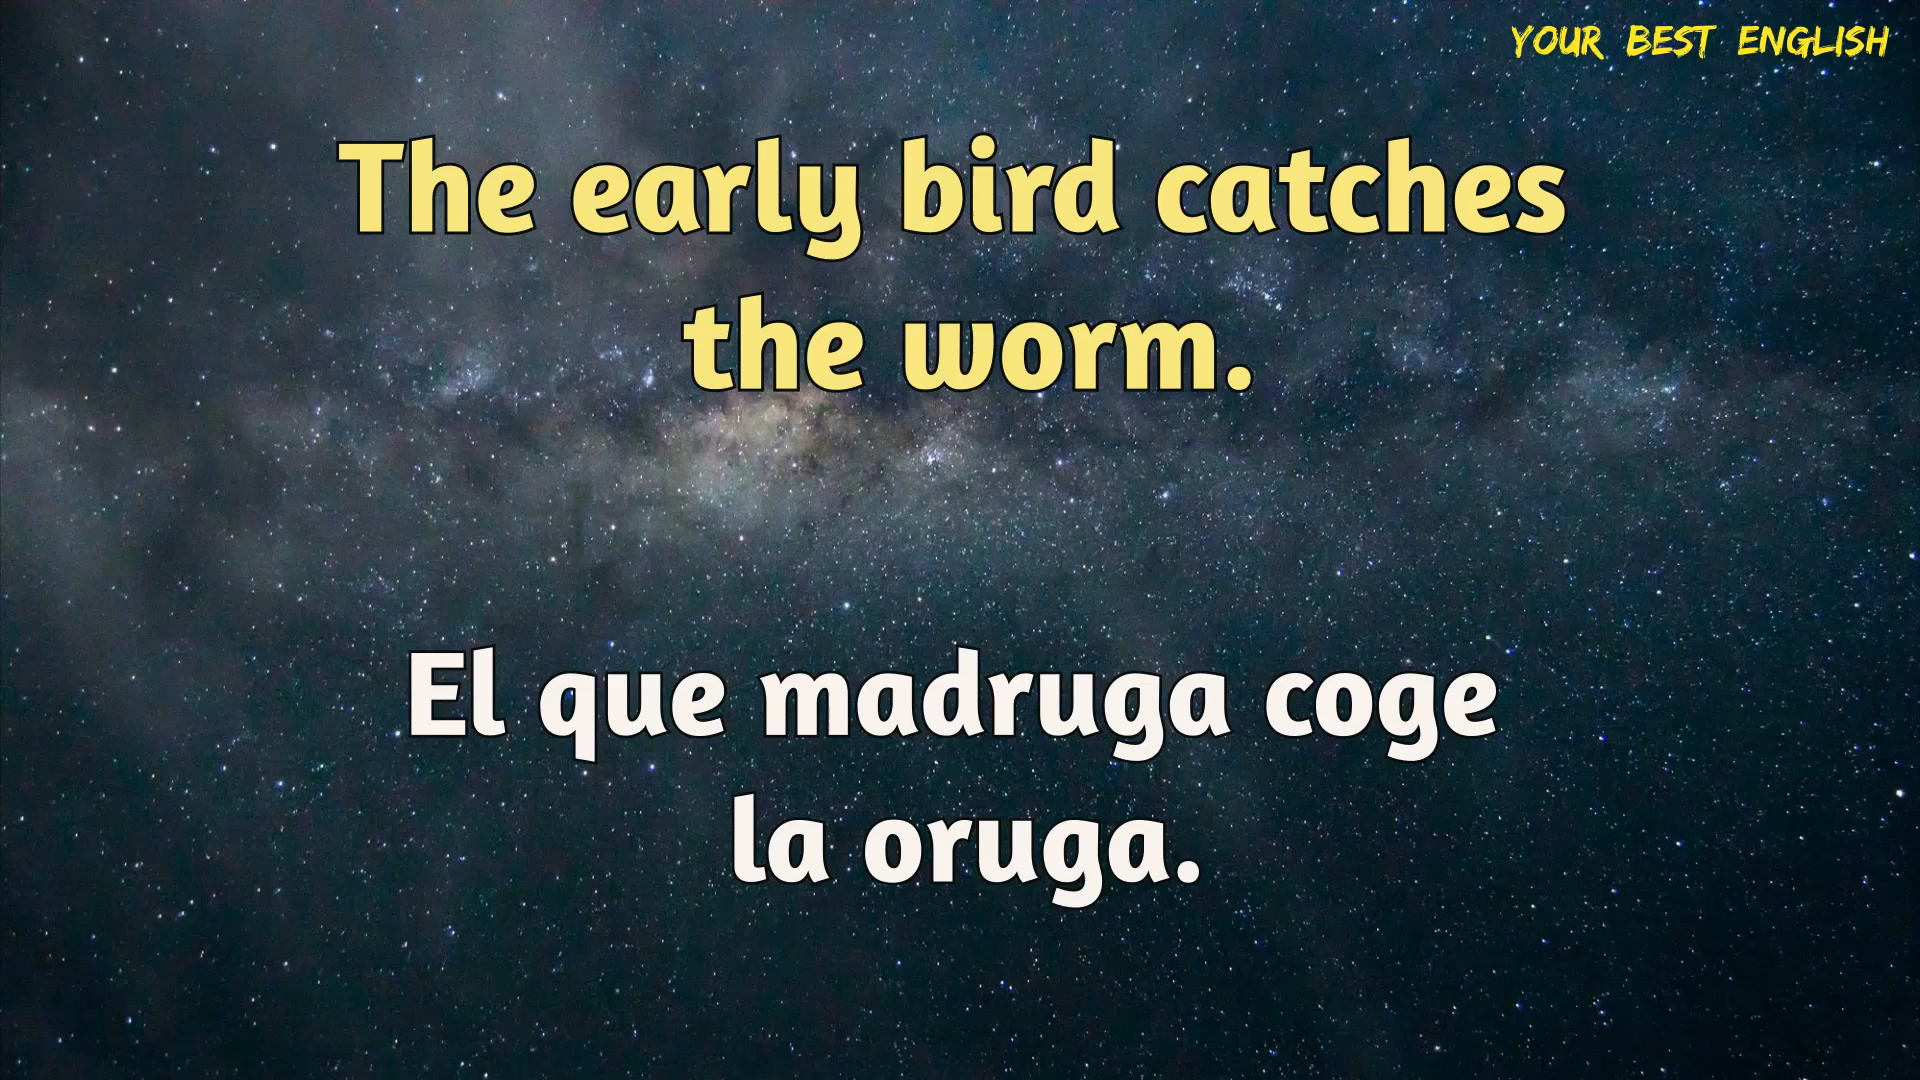 YOUR BEST ENGLISH
The early bird catches
the worm.
El que madruga coge
la oruga.